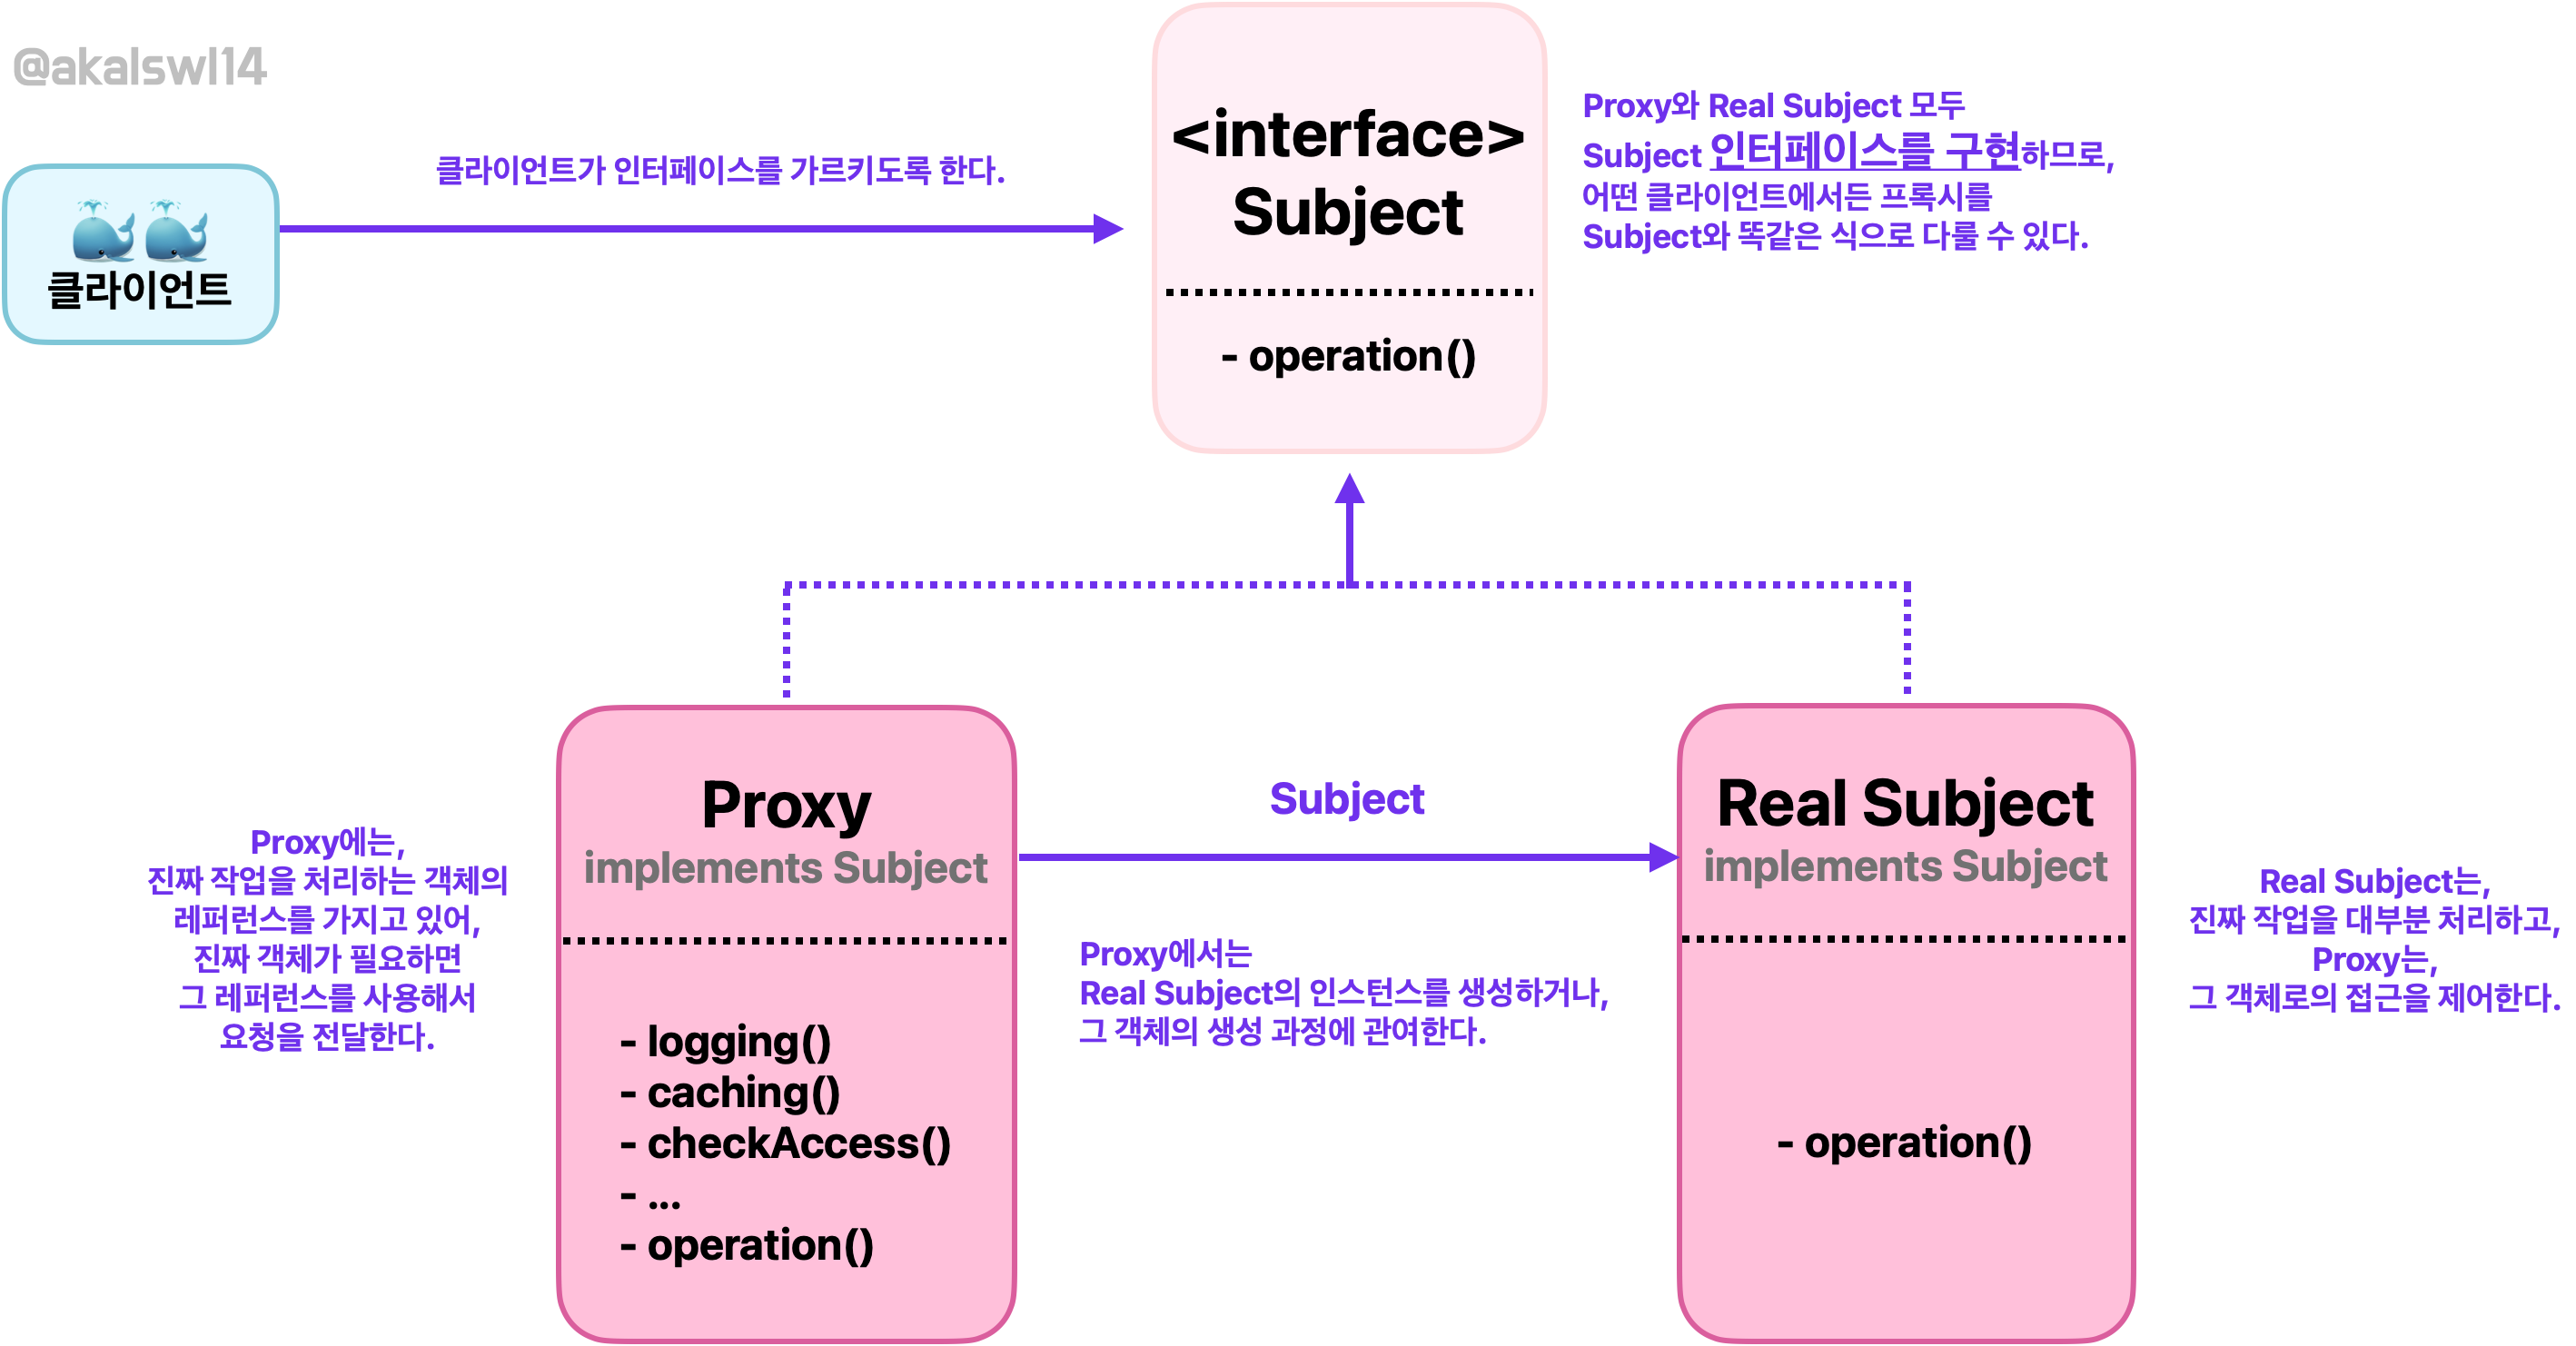 @akalswl14
클라이언트
클라이언트가 인터페이스를 가르키도록 한다.
<interface>
Subject
- operation()
Proxy와 Real Subject 모두
Subject 인터페이스를 구현하므로,
어떤 클라이언트에서든 프록시를
Subject와 똑같은 식으로 다룰 수 있다.
Proxy에는,
진짜 작업을 처리하는 객체의
레퍼런스를 가지고 있어,
진짜 객체가 필요하면
그 레퍼런스를 사용해서
요청을 전달한다.
Proxy
implements Subject
- logging()
- caching()
- checkAccess()
- ...
- operation()
Subject
Proxy에서는
Real Subject의 인스턴스를 생성하거나,
그 객체의 생성 과정에 관여한다.
Real Subject
implements Subject
- operation()
Real Subject는,
진짜 작업을 대부분 처리하고,
Proxy는,
그 객체로의 접근을 제어한다.